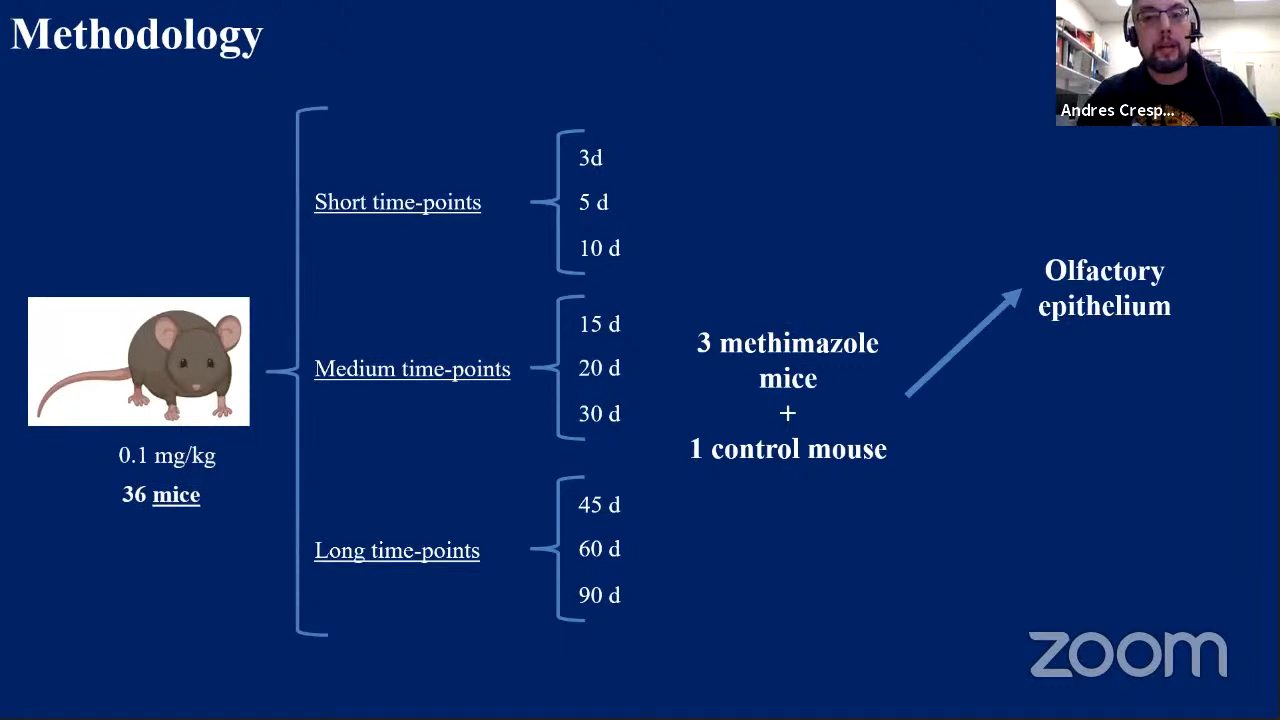 Methodology
Andres Cresp...
3d
Short time-points
5 d
10 d
15 d
Medium time-points
20 d
30 d
45 d
Long time-points
60 d
90 d
0.1 mg/kg
36 mice
3 methimazole
mice
+
1 control mouse
Olfactory
epithelium
zoom